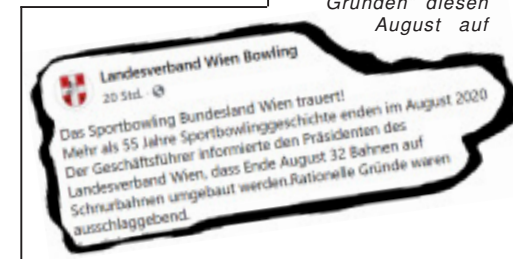 Gründen diesen
August auf
Landesverband Wien Bowling
20 Std.
Das Sportbowling Bundesland Wien trauert!
Mehr als 55 Jahre Sportbowlinggeschichte enden im August 2020
Der Geschäftsführer informierte den Präsidenten des
Landesverband Wien, dass Ende August 32 Bahnen auf
Schnurbahnen umgebaut werden.Rationelle Gründe waren
ausschlaggebend.